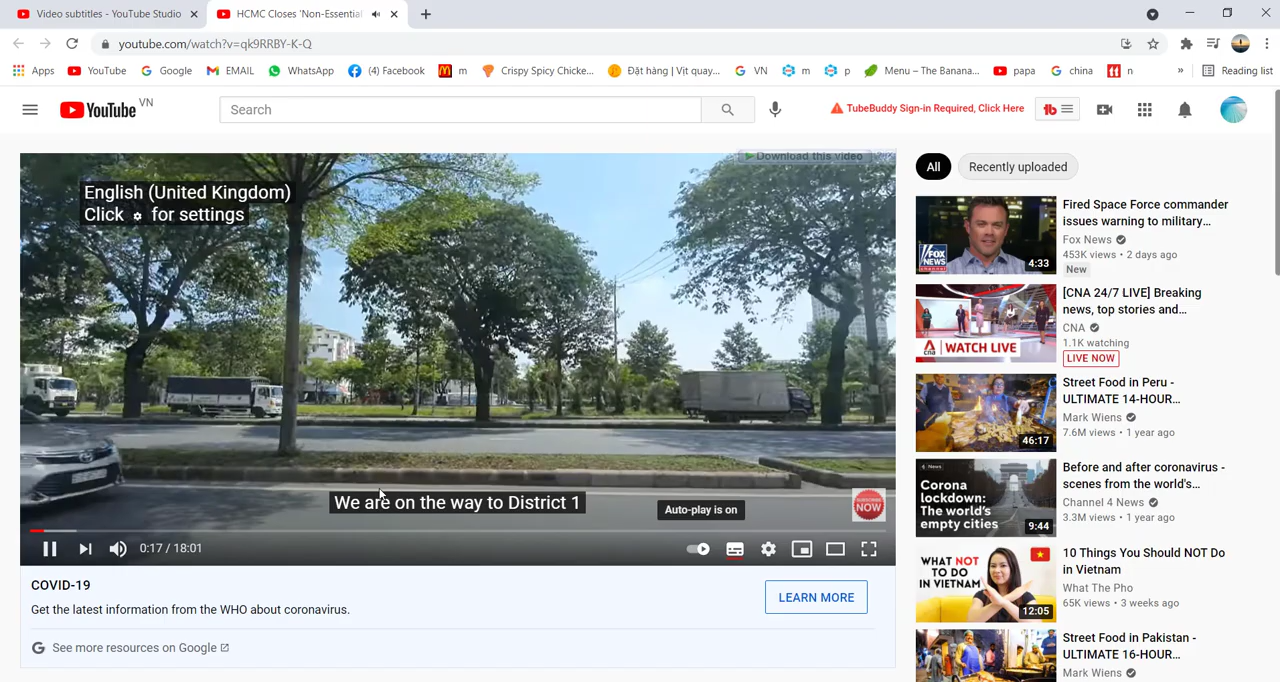 Video subtitles - YouTube Studio
HCMC Closes 'Non-Essentia
youtube.com/watch?v=qk9RRBY-K-Q
Apps
YouTube
Google
EMAIL
WhatsApp
(4) Facebook
m
Crispy Spicy Chicke...
Đặt hàng | Vịt quay...
VN
m
p
Menu – The Banana...
papa
china
n
»
Reading list
YouTube VN
Search
TubeBuddy Sign-in Required, Click Here
tb
Download this video
English (United Kingdom)
Click for settings
We are on the way to District 1
Auto-play is on
SUBSCRIBE
NOW
0:17 / 18:01
COVID-19
Get the latest information from the WHO about coronavirus.
LEARN MORE
See more resources on Google
All
Recently uploaded
FOX
NEWS
channel
4:33
Fired Space Force commander
issues warning to military...
Fox News
453K views • 2 days ago
New
cna
WATCH LIVE
[CNA 24/7 LIVE] Breaking
news, top stories and...
CNA
1.1K watching
LIVE NOW
46:17
Street Food in Peru -
ULTIMATE 14-HOUR...
Mark Wiens
7.6M views • 1 year ago
4 News
Corona
lockdown:
The world's
empty cities
9:44
Before and after coronavirus -
scenes from the world's...
Channel 4 News
3.3M views • 1 year ago
WHAT NOT
TO DO
IN VIETNAM
12:05
10 Things You Should NOT Do
in Vietnam
What The Pho
65K views • 3 weeks ago
Street Food in Pakistan -
ULTIMATE 16-HOUR...
Mark Wiens